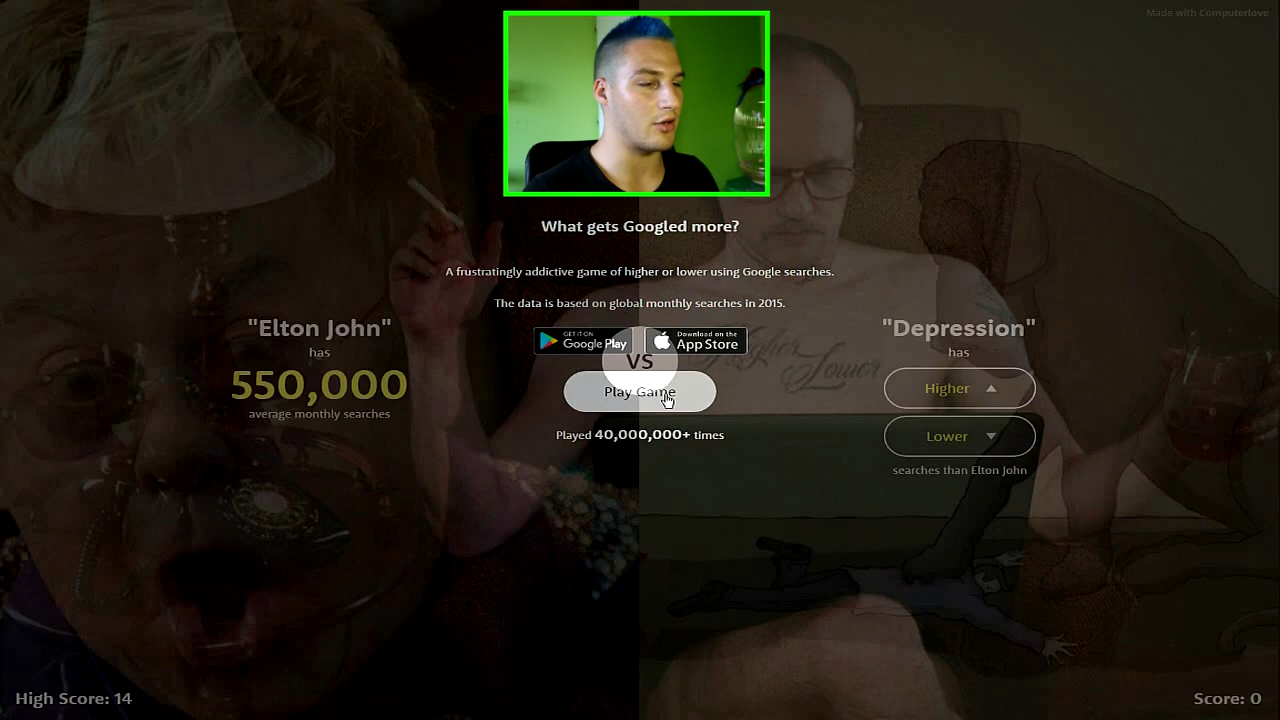 Made with Computerlove
What gets Googled more?
A frustratingly addictive game of higher or lower using Google searches.
The data is based on global monthly searches in 2015.
"Elton John"
has
550,000
average monthly searches
GET IT ON
Google Play
Download on the
App Store
VS
Play Game
Played 40,000,000+ times
"Depression"
has
Higher
Lower
searches than Elton John
Higher
Lower
High Score: 14
Score: 0